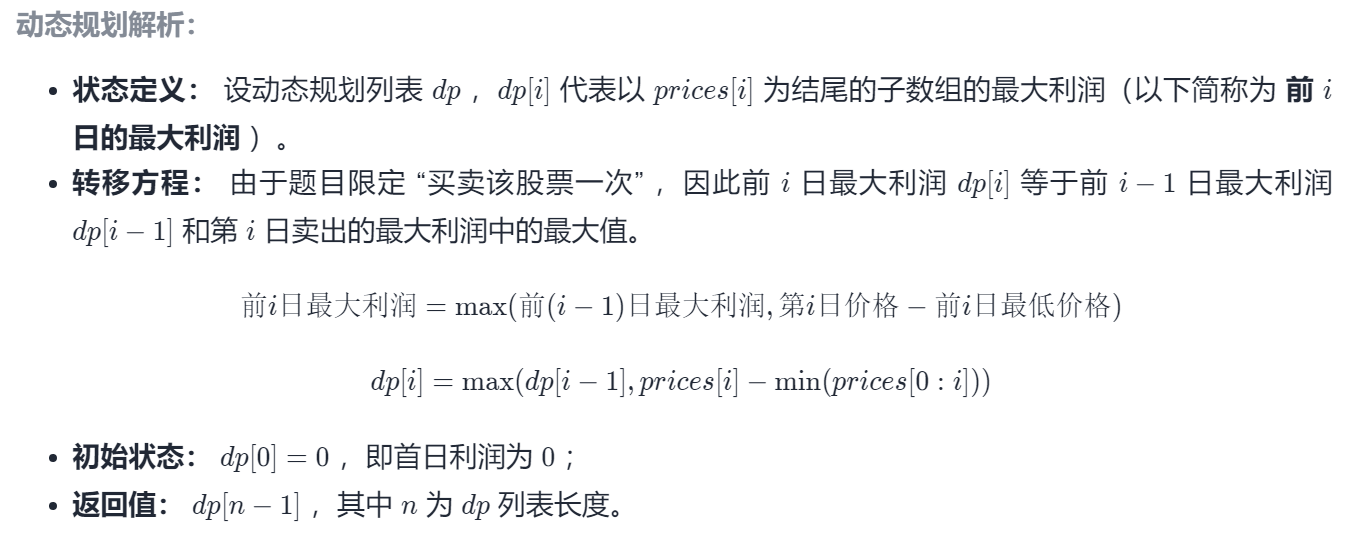 动态规划解析：
• 状态定义： 设动态规划列表 dp ，dp[i] 代表以 prices[i] 为结尾的子数组的最大利润（以下简称为 前 i
日的最大利润 ）。
• 转移方程： 由于题目限定 “买卖该股票一次” ，因此前 i 日最大利润 dp[i] 等于前 i − 1 日最大利润
dp[i − 1] 和第 i 日卖出的最大利润中的最大值。
前i日最大利润 = max(前(i − 1)日最大利润, 第i日价格 − 前i日最低价格)
dp[i] = max(dp[i − 1], prices[i] − min(prices[0 : i]))
• 初始状态： dp[0] = 0 ，即首日利润为 0 ；
• 返回值： dp[n − 1] ，其中 n 为 dp 列表长度。